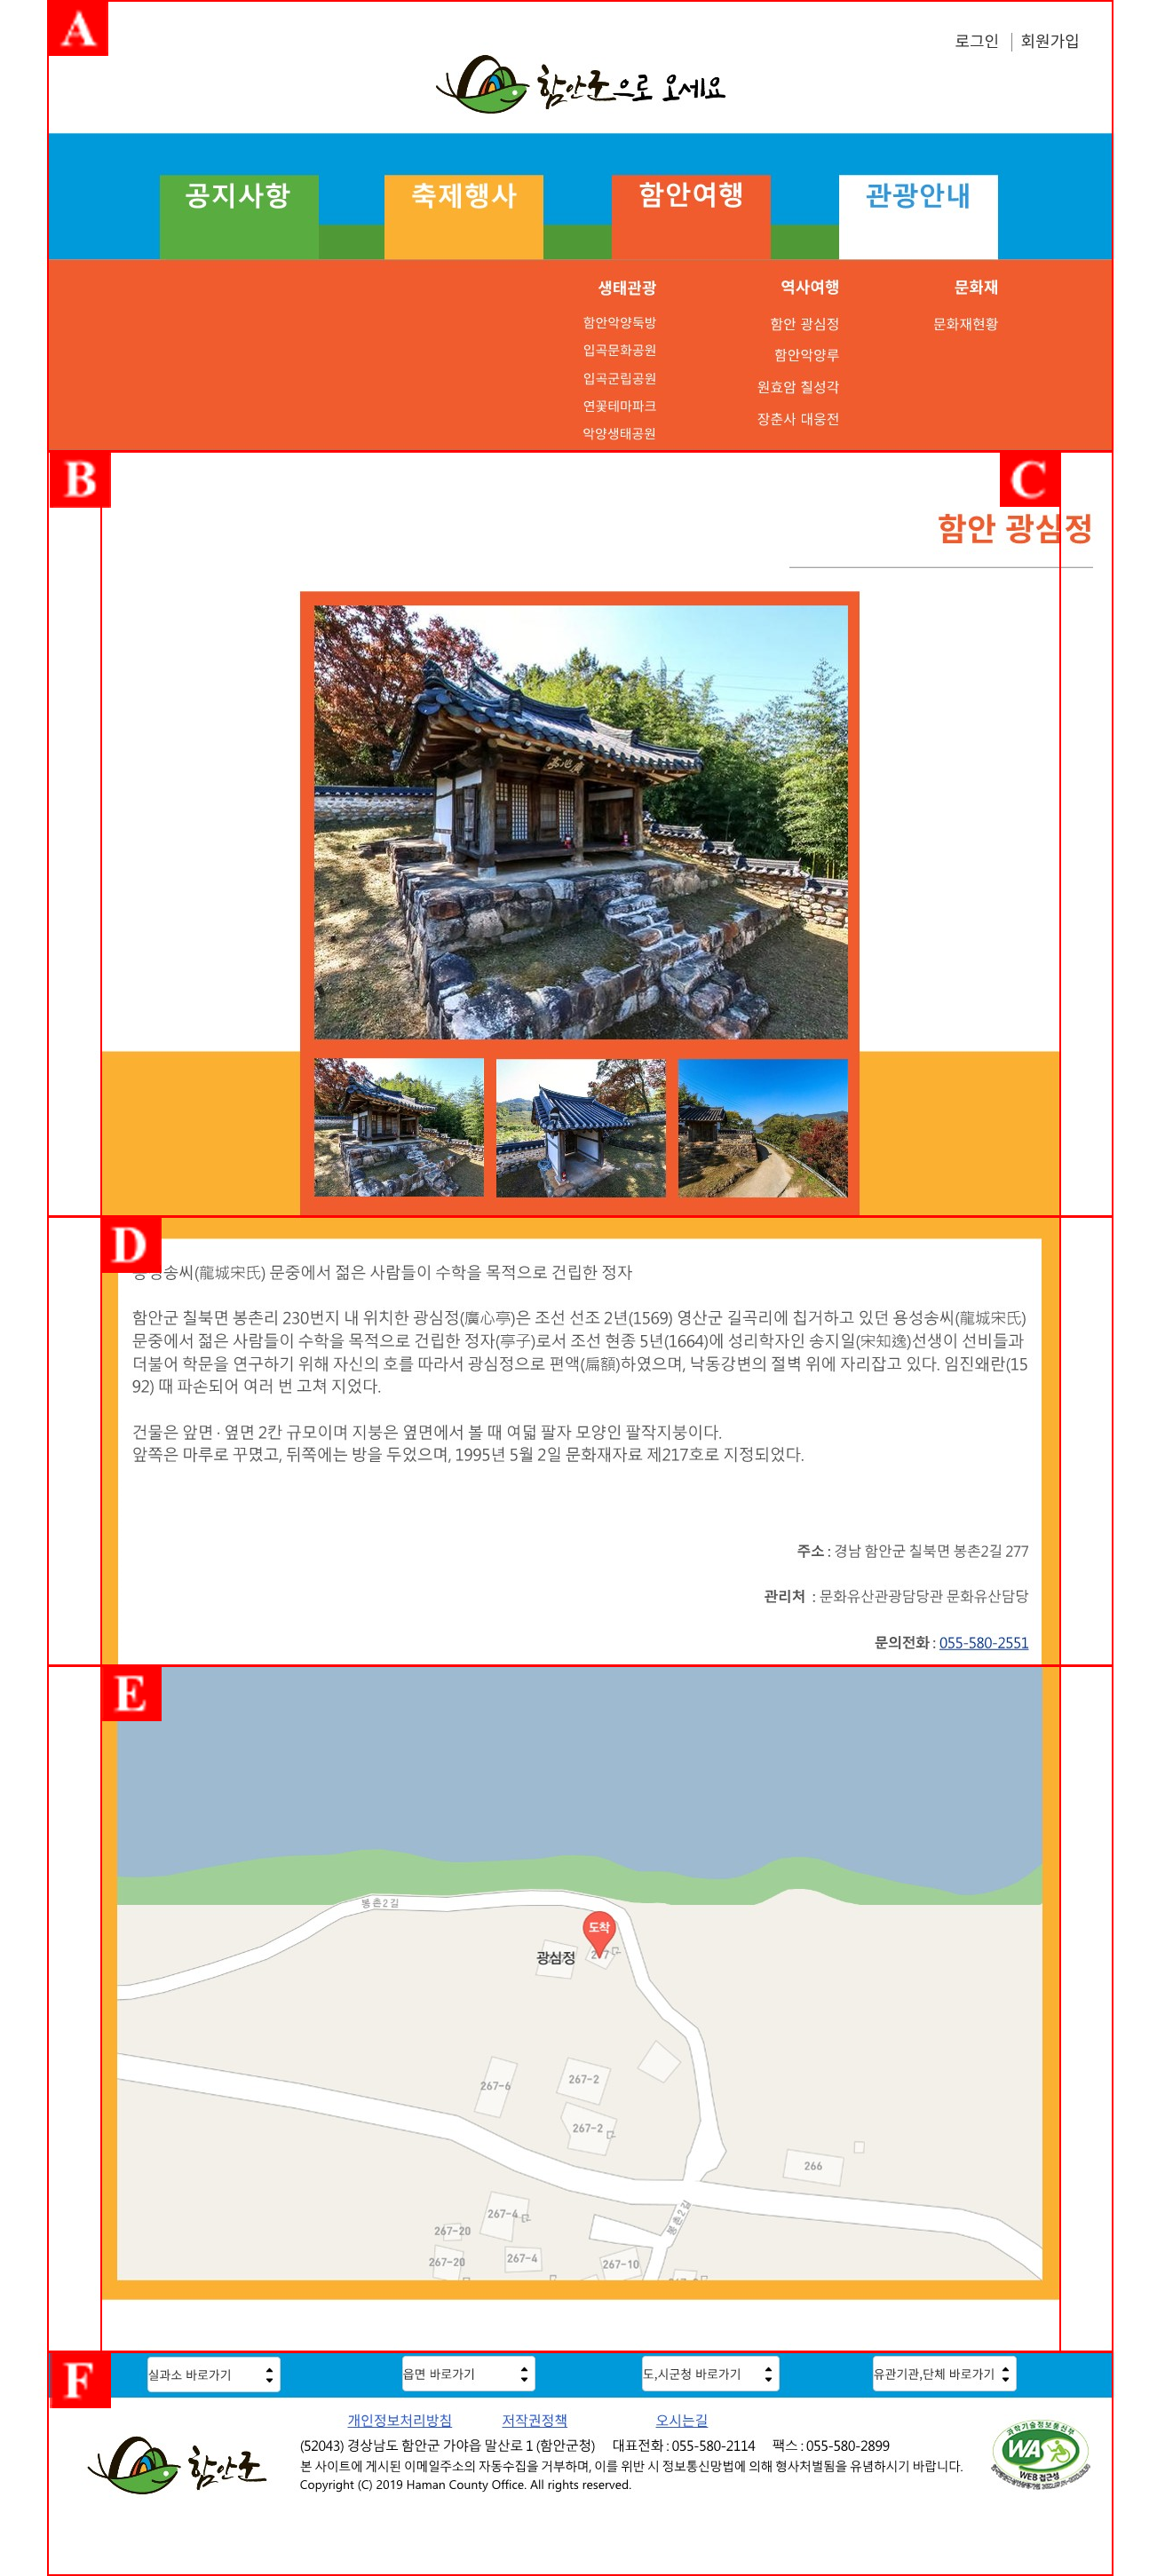 A
로그인 | 회원가입
함안군으로 오세요
공지사항 축제행사 함안여행 관광안내
생태관광 역사여행 문화재
함안악양둑방 함안 광심정 문화재현황
입곡문화공원 함안악양루
입곡군립공원 원효암 칠성각
연꽃테마파크 장춘사 대웅전
악양생태공원
B C
함안 광심정
D
송씨(龍城宋氏) 문중에서 젊은 사람들이 수학을 목적으로 건립한 정자
함안군 칠북면 봉촌리 230번지 내 위치한 광심정(廣心亭)은 조선 선조 2년(1569) 영산군 길곡리에 칩거하고 있던 용성송씨(龍城宋氏)
문중에서 젊은 사람들이 수학을 목적으로 건립한 정자(亭子)로서 조선 현종 5년(1664)에 성리학자인 송지일(宋知逸)선생이 선비들과
더불어 학문을 연구하기 위해 자신의 호를 따라서 광심정으로 편액(扁額)하였으며, 낙동강변의 절벽 위에 자리잡고 있다. 임진왜란(15
92) 때 파손되어 여러 번 고쳐 지었다.
건물은 앞면 · 옆면 2칸 규모이며 지붕은 옆면에서 볼 때 여덟 팔자 모양인 팔작지붕이다.
앞쪽은 마루로 꾸몄고, 뒤쪽에는 방을 두었으며, 1995년 5월 2일 문화재자료 제217호로 지정되었다.
주소 : 경남 함안군 칠북면 봉촌2길 277
관리처 : 문화유산관광담당관 문화유산담당
문의전화 : 055-580-2551
E
봉촌2길
도착
광심정
267-6
267-2
267-2
266
267-4
봉촌2길
267-20
267-20
267-4
267-10
F
실과소 바로가기 읍면 바로가기 도,시군청 바로가기 유관기관,단체 바로가기
개인정보처리방침 저작권정책 오시는길
(52043) 경상남도 함안군 가야읍 말산로 1 (함안군청) 대표전화 : 055-580-2114 팩스 : 055-580-2899
본 사이트에 게시된 이메일주소의 자동수집을 거부하며, 이를 위반 시 정보통신망법에 의해 형사처벌됨을 유념하시기 바랍니다.
Copyright (C) 2019 Haman County Office. All rights reserved.
함안군
과학기술정보통신부
WA
WEB 접근성